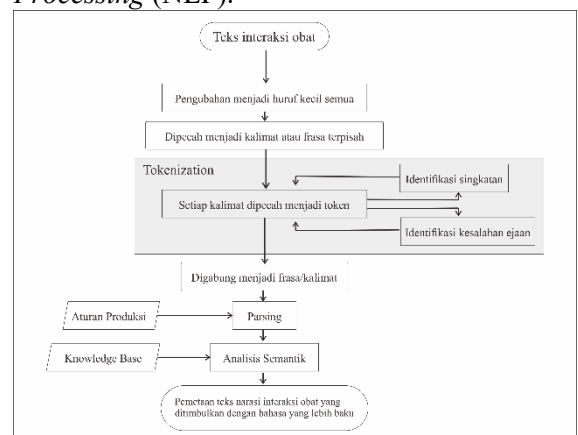 Processing (NLP).
Teks interaksi obat
Pengubahan menjadi huruf kecil semua
Dipecah menjadi kalimat atau frasa terpisah
Tokenization
Identifikasi singkatan
Setiap kalimat dipecah menjadi token
Identifikasi kesalahan ejaan
Digabung menjadi frasa/kalimat
Aturan Produksi
Parsing
Knowledge Base
Analisis Semantik
Pemetaan teks narasi interaksi obat yang
ditimbulkan dengan bahasa yang lebih baku